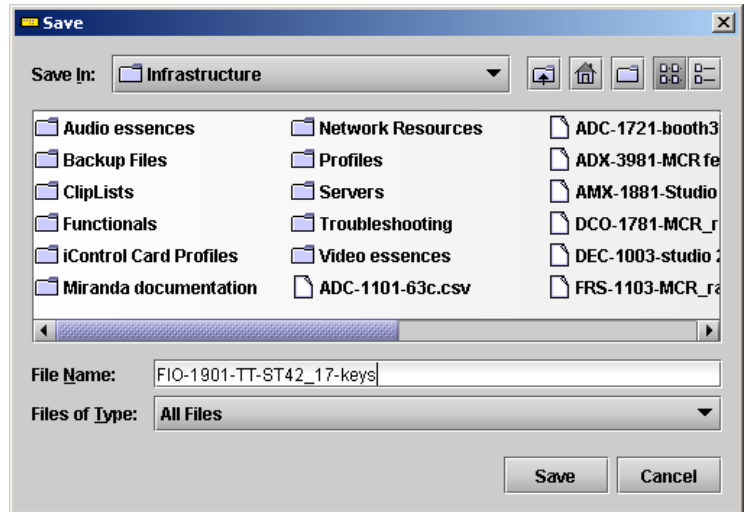 Save
Save In: Infrastructure
Audio essences
Backup Files
ClipLists
Functionals
iControl Card Profiles
Miranda documentation
Network Resources
Profiles
Servers
Troubleshooting
Video essences
ADC-1101-63c.csv
ADC-1721-booth3
ADX-3981-MCR fe
AMX-1881-Studio
DCO-1781-MCR_r
DEC-1003-studio
FRS-1103-MCR_ra
File Name: FIO-1901-TT-ST42_17-keys
Files of Type: All Files
Save Cancel